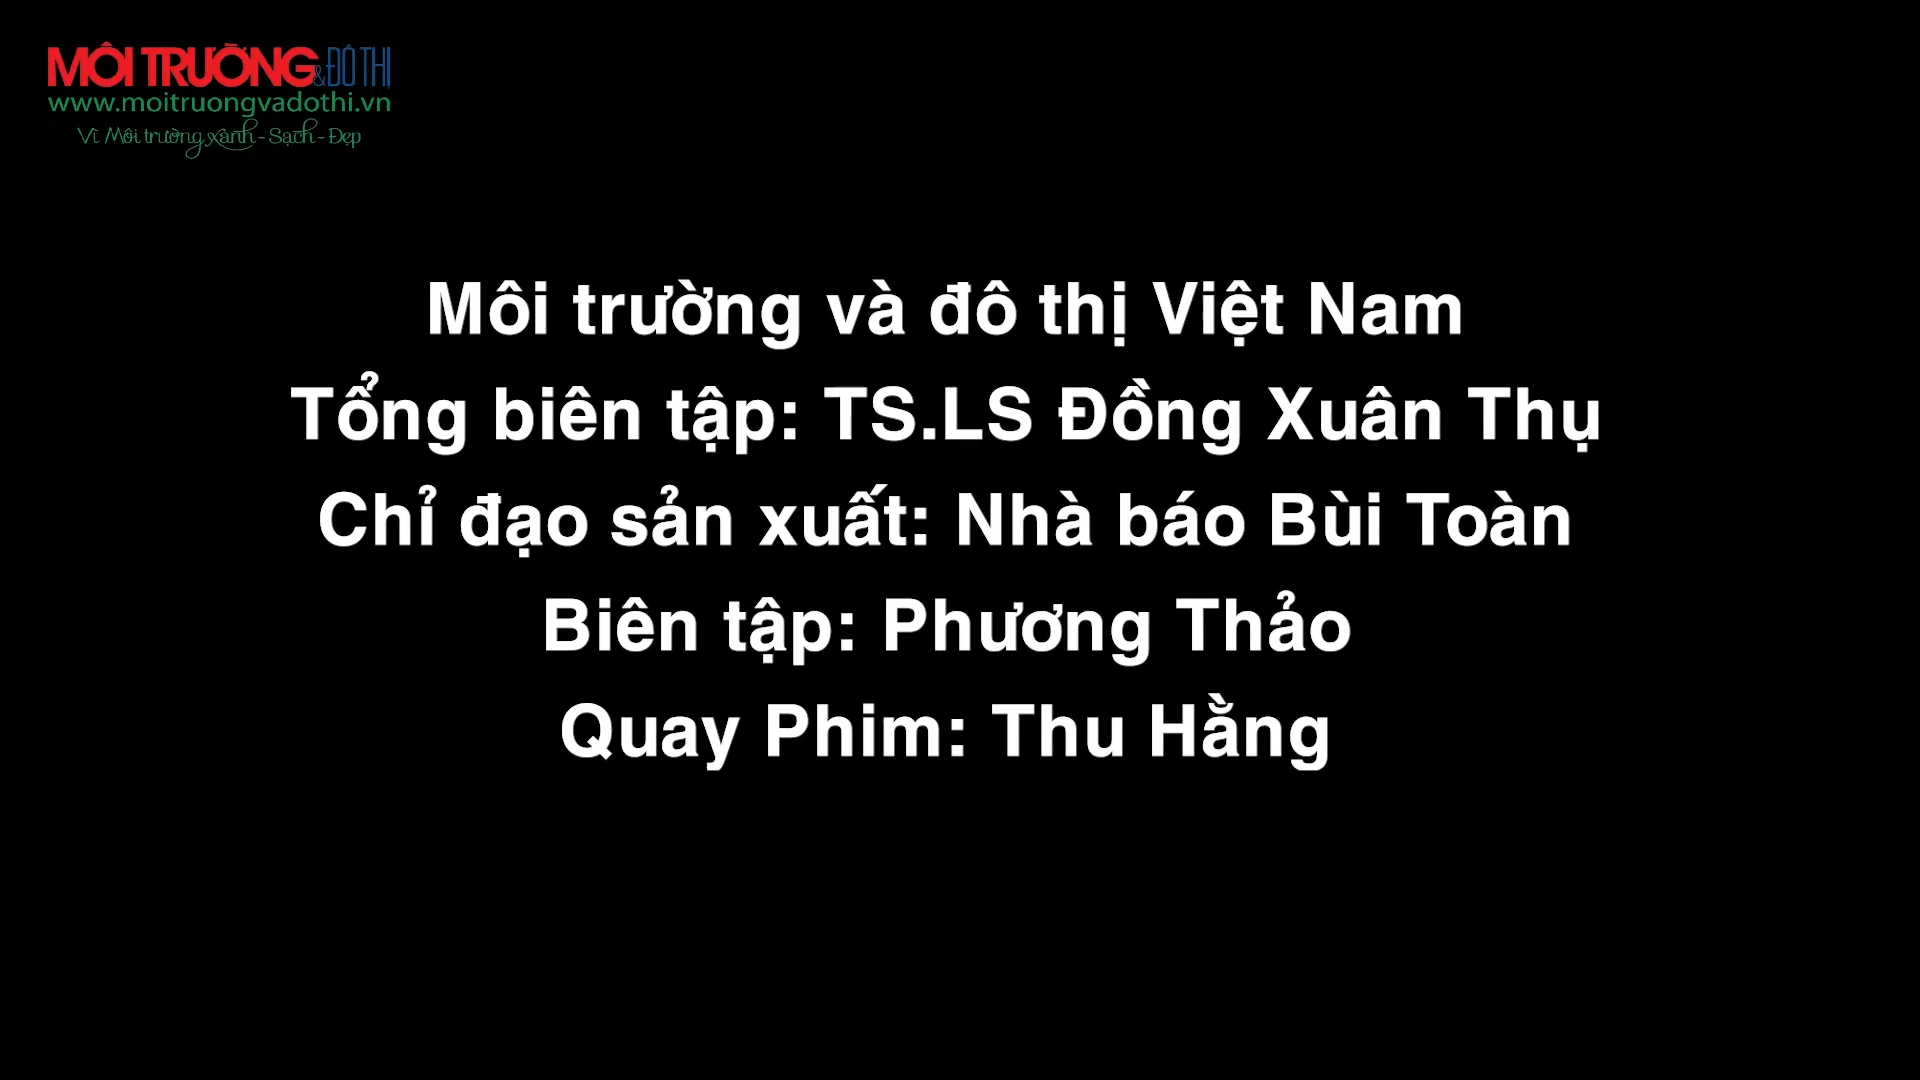 MÔI TRƯỜNG & ĐÔ THỊ
www.moitruongvadothi.vn
Vì Môi trường xanh - Sạch - Đẹp
Môi trường và đô thị Việt Nam
Tổng biên tập: TS.LS Đồng Xuân Thụ
Chỉ đạo sản xuất: Nhà báo Bùi Toàn
Biên tập: Phương Thảo
Quay Phim: Thu Hằng